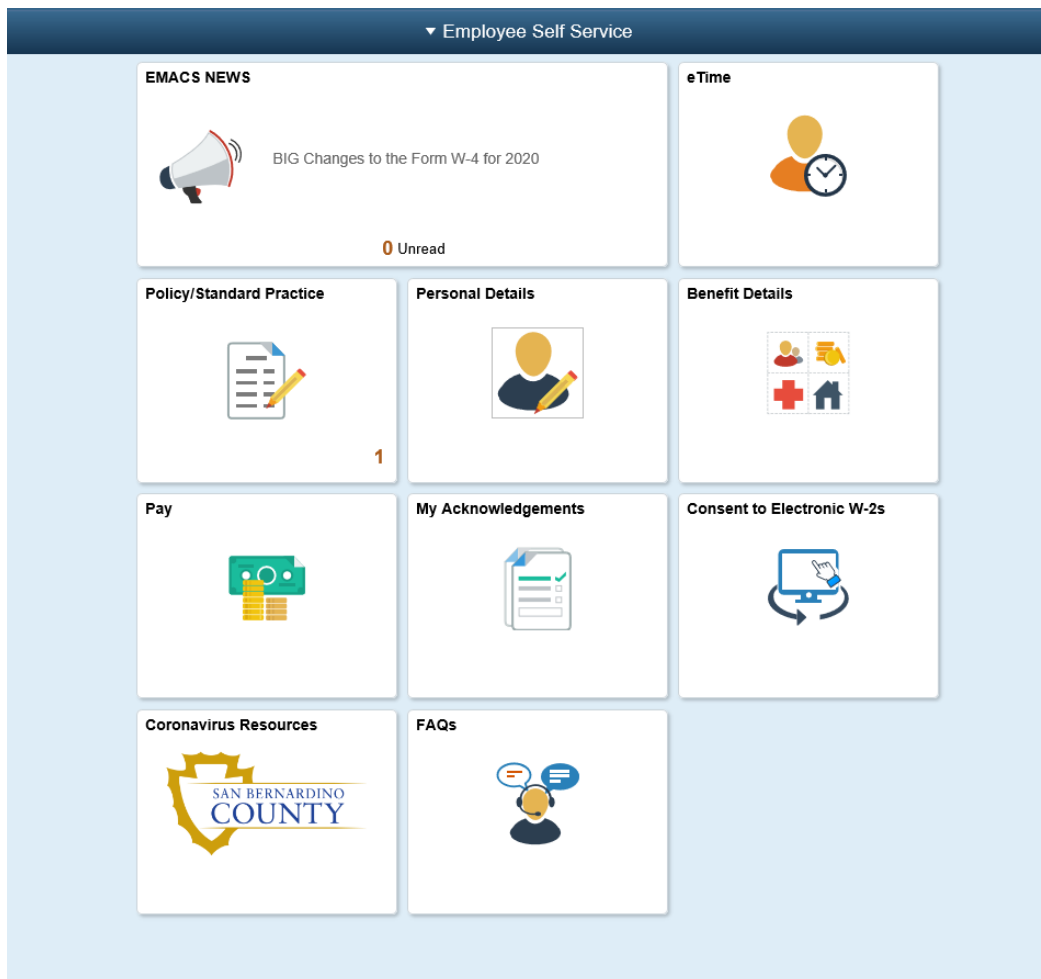 Employee Self Service
EMACS NEWS
BIG Changes to the Form W-4 for 2020
0 Unread
eTime
Policy/Standard Practice
1
Personal Details
Benefit Details
Pay
My Acknowledgements
Consent to Electronic W-2s
Coronavirus Resources
SAN BERNARDINO
COUNTY
FAQs